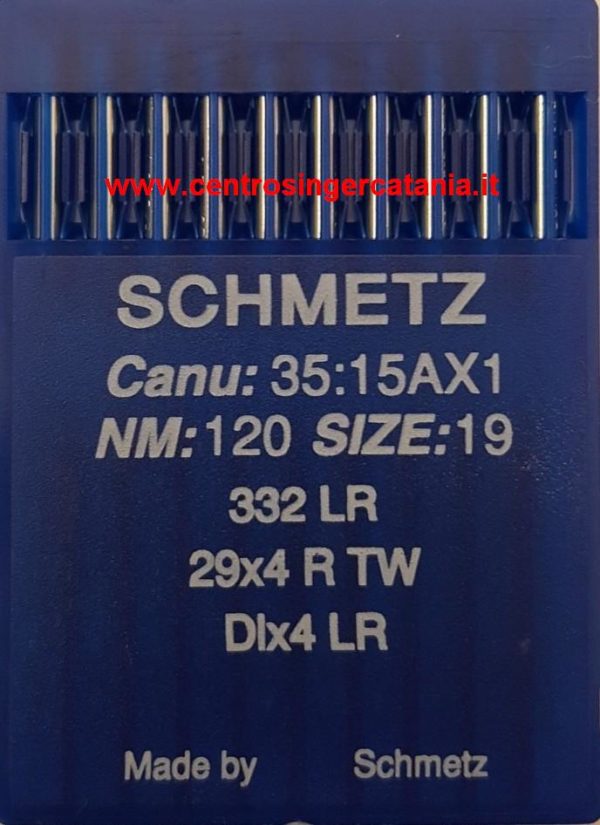 www.centrosingercatania.it
SCHMETZ
Canu: 35:15AX1
NM:120 SIZE:19
332 LR
29x4 R TW
DIx4 LR
Made by Schmetz